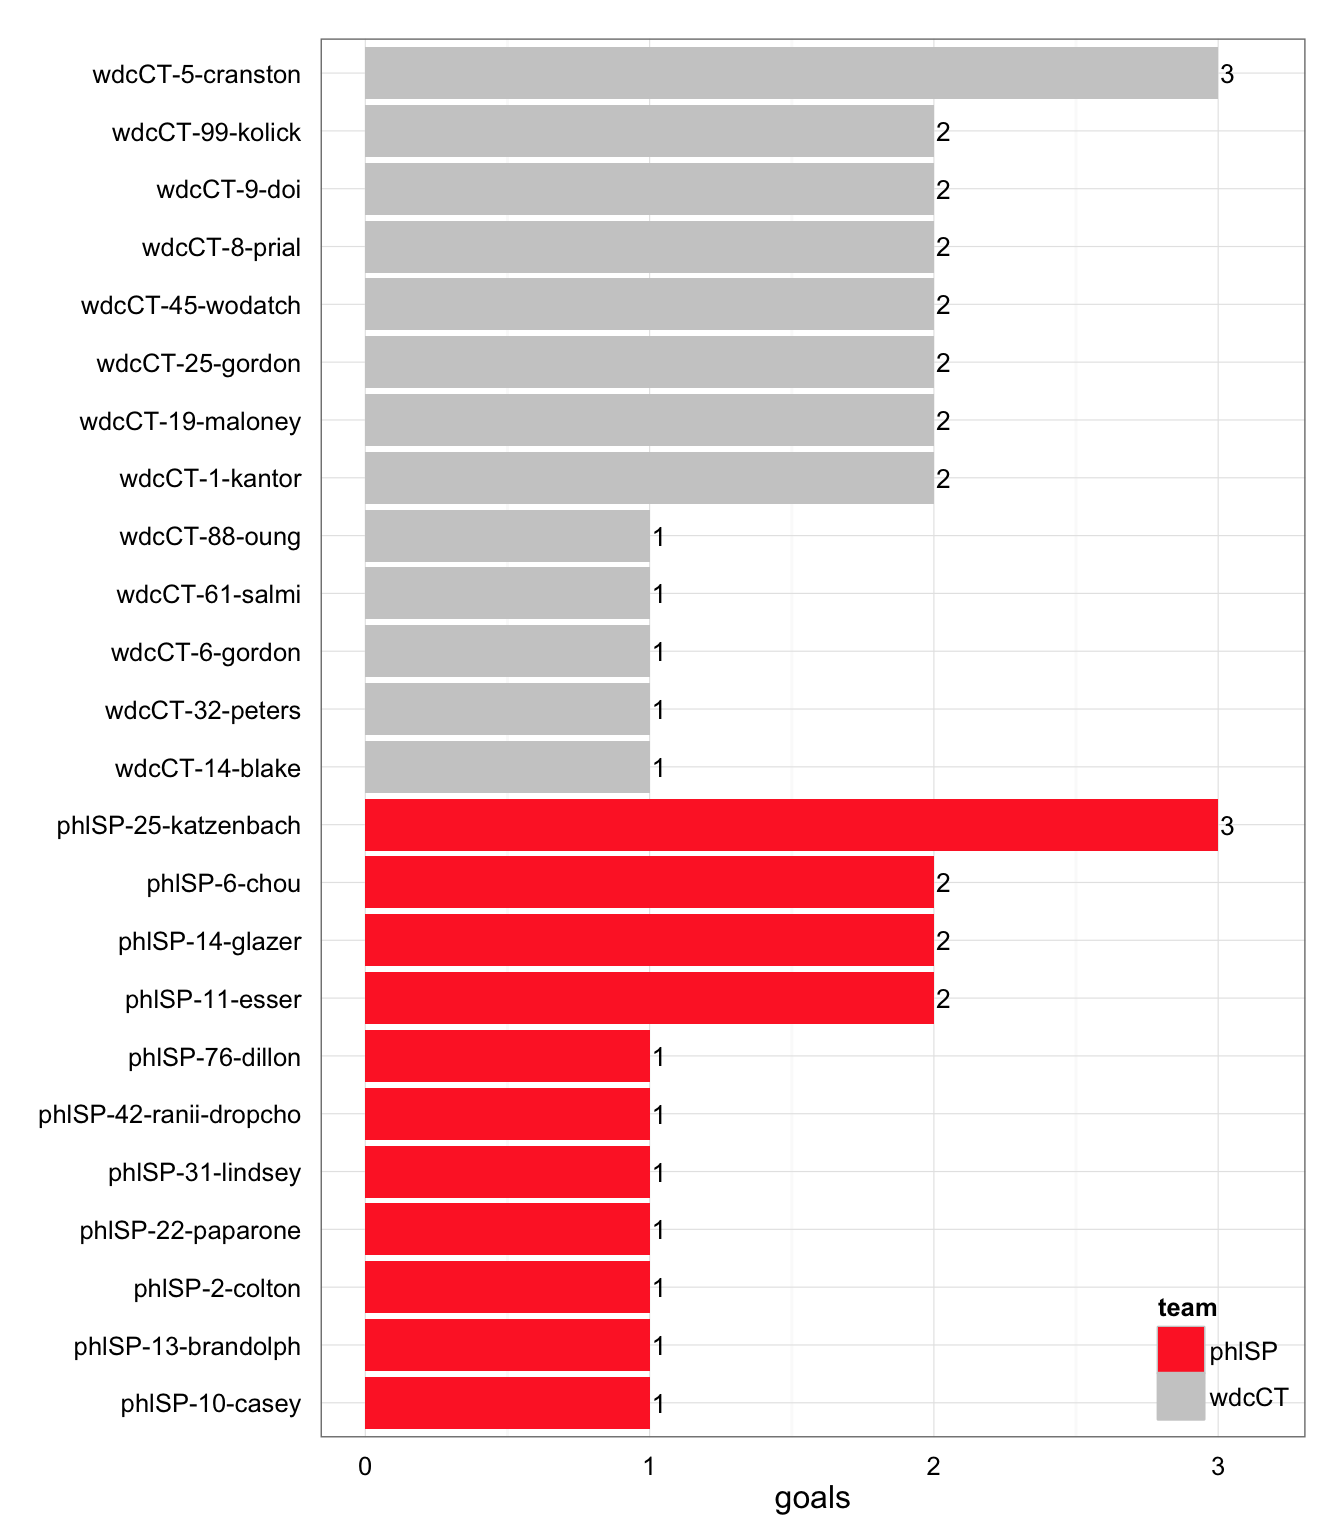 wdcCT-5-cranston 3
wdcCT-99-kolick 2
wdcCT-9-doi 2
wdcCT-8-prial 2
wdcCT-45-wodatch 2
wdcCT-25-gordon 2
wdcCT-19-maloney 2
wdcCT-1-kantor 2
wdcCT-88-oung 1
wdcCT-61-salmi 1
wdcCT-6-gordon 1
wdcCT-32-peters 1
wdcCT-14-blake 1
phlSP-25-katzenbach 3
phlSP-6-chou 2
phlSP-14-glazer 2
phlSP-11-esser 2
phlSP-76-dillon 1
phlSP-42-ranii-dropcho 1
phlSP-31-lindsey 1
phlSP-22-paparone 1
phlSP-2-colton 1
phlSP-13-brandolph 1
phlSP-10-casey 1
team
phlSP
wdcCT
0 1 2 3
goals